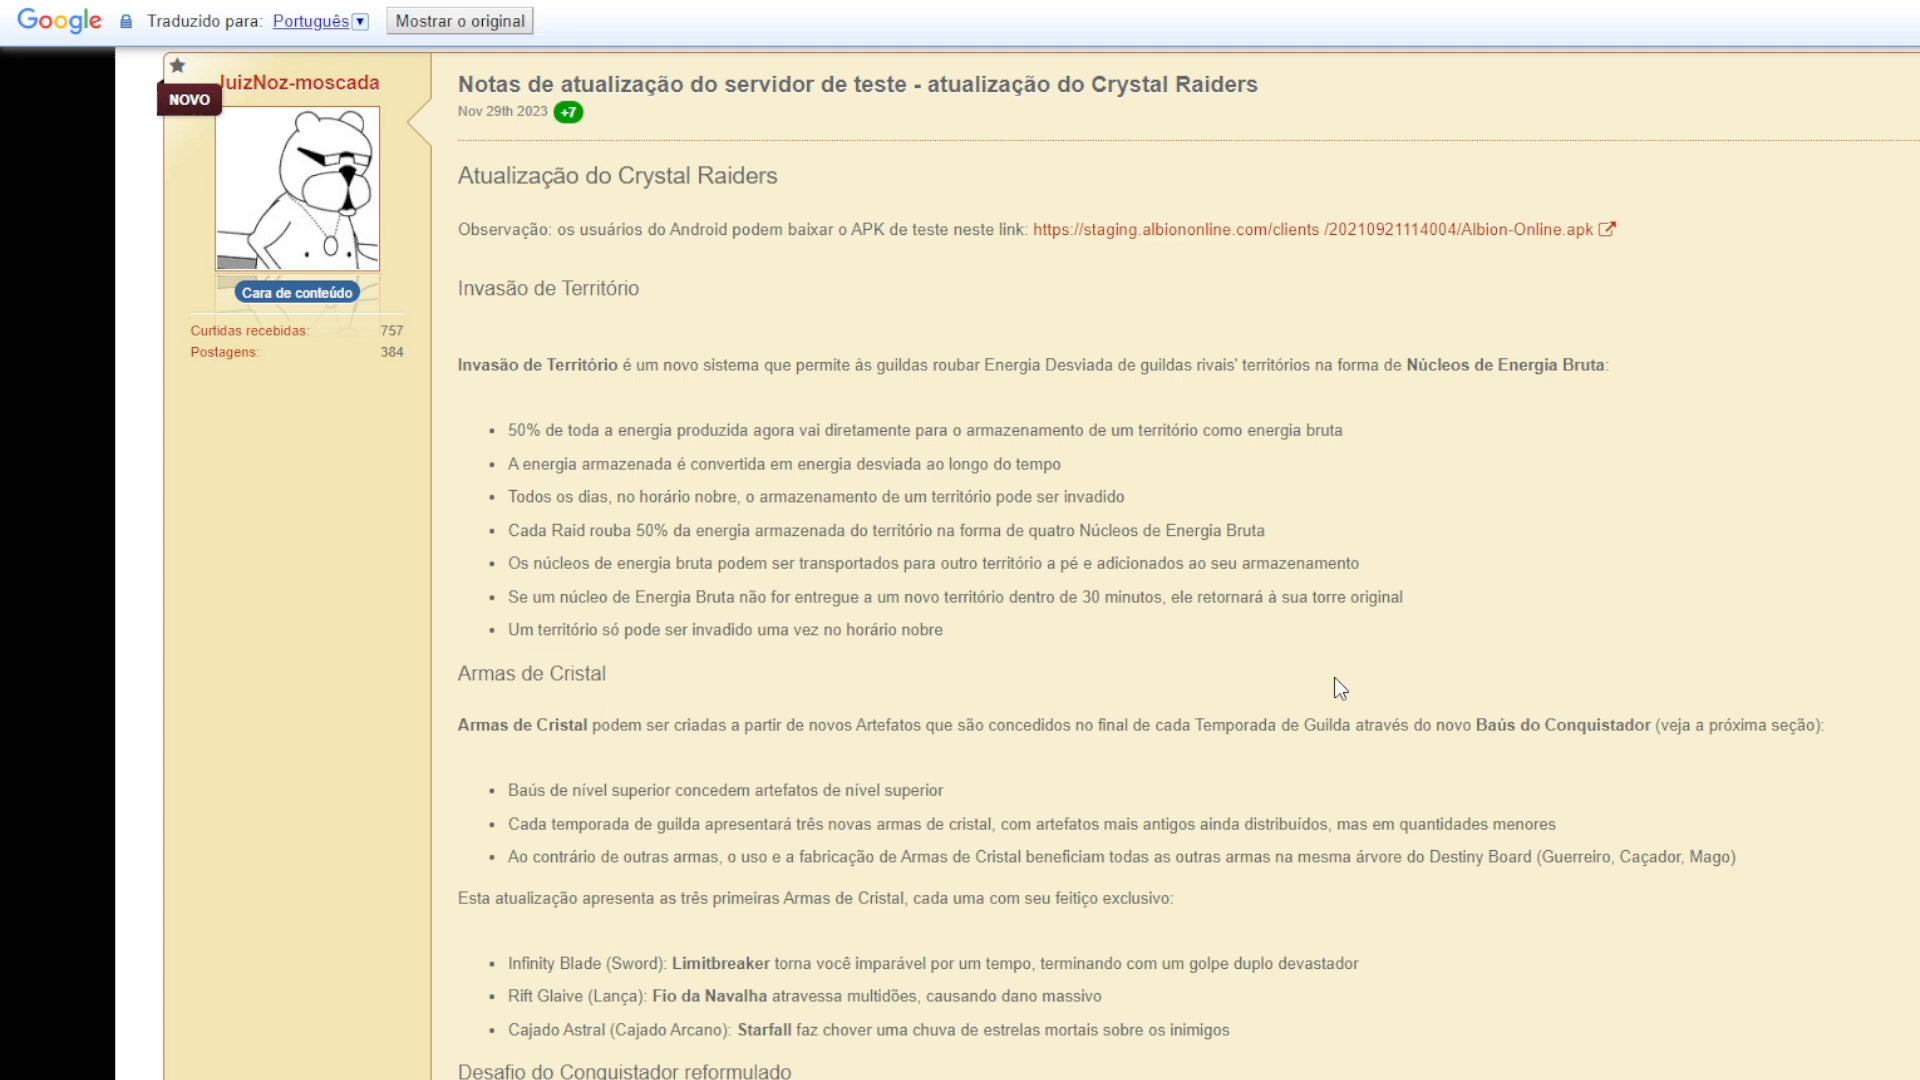 Google Traduzido para: Português Mostrar o original
NOVO
luizNoz-moscada
Cara de conteúdo
Curtidas recebidas: 757
Postagens: 384
Notas de atualização do servidor de teste - atualização do Crystal Raiders
Nov 29th 2023 +7
Atualização do Crystal Raiders
Observação: os usuários do Android podem baixar o APK de teste neste link: https://staging.albiononline.com/clients /20210921114004/Albion-Online.apk
Invasão de Território
Invasão de Território é um novo sistema que permite às guildas roubar Energia Desviada de guildas rivais' territórios na forma de Núcleos de Energia Bruta:
• 50% de toda a energia produzida agora vai diretamente para o armazenamento de um território como energia bruta
• A energia armazenada é convertida em energia desviada ao longo do tempo
• Todos os dias, no horário nobre, o armazenamento de um território pode ser invadido
• Cada Raid rouba 50% da energia armazenada do território na forma de quatro Núcleos de Energia Bruta
• Os núcleos de energia bruta podem ser transportados para outro território a pé e adicionados ao seu armazenamento
• Se um núcleo de Energia Bruta não for entregue a um novo território dentro de 30 minutos, ele retornará à sua torre original
• Um território só pode ser invadido uma vez no horário nobre
Armas de Cristal
Armas de Cristal podem ser criadas a partir de novos Artefatos que são concedidos no final de cada Temporada de Guilda através do novo Baús do Conquistador (veja a próxima seção):
• Baús de nível superior concedem artefatos de nível superior
• Cada temporada de guilda apresentará três novas armas de cristal, com artefatos mais antigos ainda distribuídos, mas em quantidades menores
• Ao contrário de outras armas, o uso e a fabricação de Armas de Cristal beneficiam todas as outras armas na mesma árvore do Destiny Board (Guerreiro, Caçador, Mago)
Esta atualização apresenta as três primeiras Armas de Cristal, cada uma com seu feitiço exclusivo:
• Infinity Blade (Sword): Limitbreaker torna você imparável por um tempo, terminando com um golpe duplo devastador
• Rift Glaive (Lança): Fio da Navalha atravessa multidões, causando dano massivo
• Cajado Astral (Cajado Arcano): Starfall faz chover uma chuva de estrelas mortais sobre os inimigos
Desafio do Conquistador reformulado